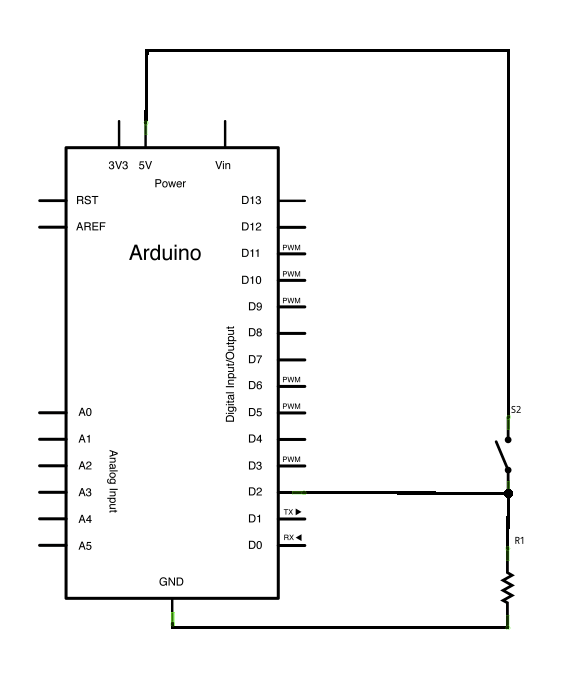 3V3 5V Vin
Power
RST D13
AREF D12
Arduino D11 PWM
D10 PWM
D9 PWM
D8
Digital Input/Output
D7
D6 PWM
S2
A0 D5 PWM
A1 D4
A2 D3 PWM
Analog Input
A3 D2
A4 D1 TX ▶
R1
A5 D0 RX ◀
GND